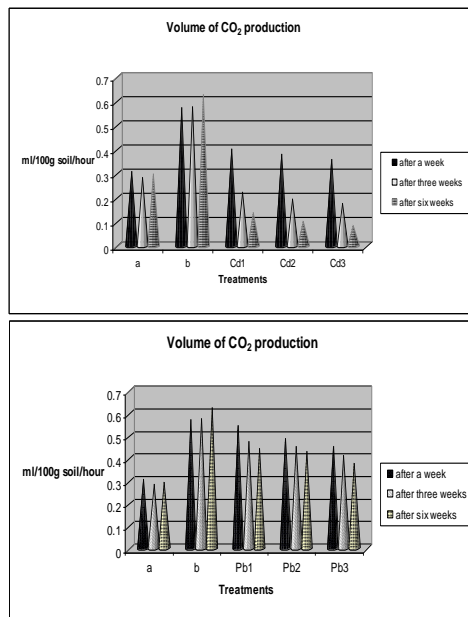 Volume of CO2 production
0.7
0.6
0.5
0.4
0.3
0.2
0.1
0
ml/100g soil/hour
a b Cd1 Cd2 Cd3
Treatments
after a week
after three weeks
after six weeks
Volume of CO2 production
0.7
0.6
0.5
0.4
0.3
0.2
0.1
0
ml/100g soil/hour
a b Pb1 Pb2 Pb3
Treatments
after a week
after three weeks
after six weeks